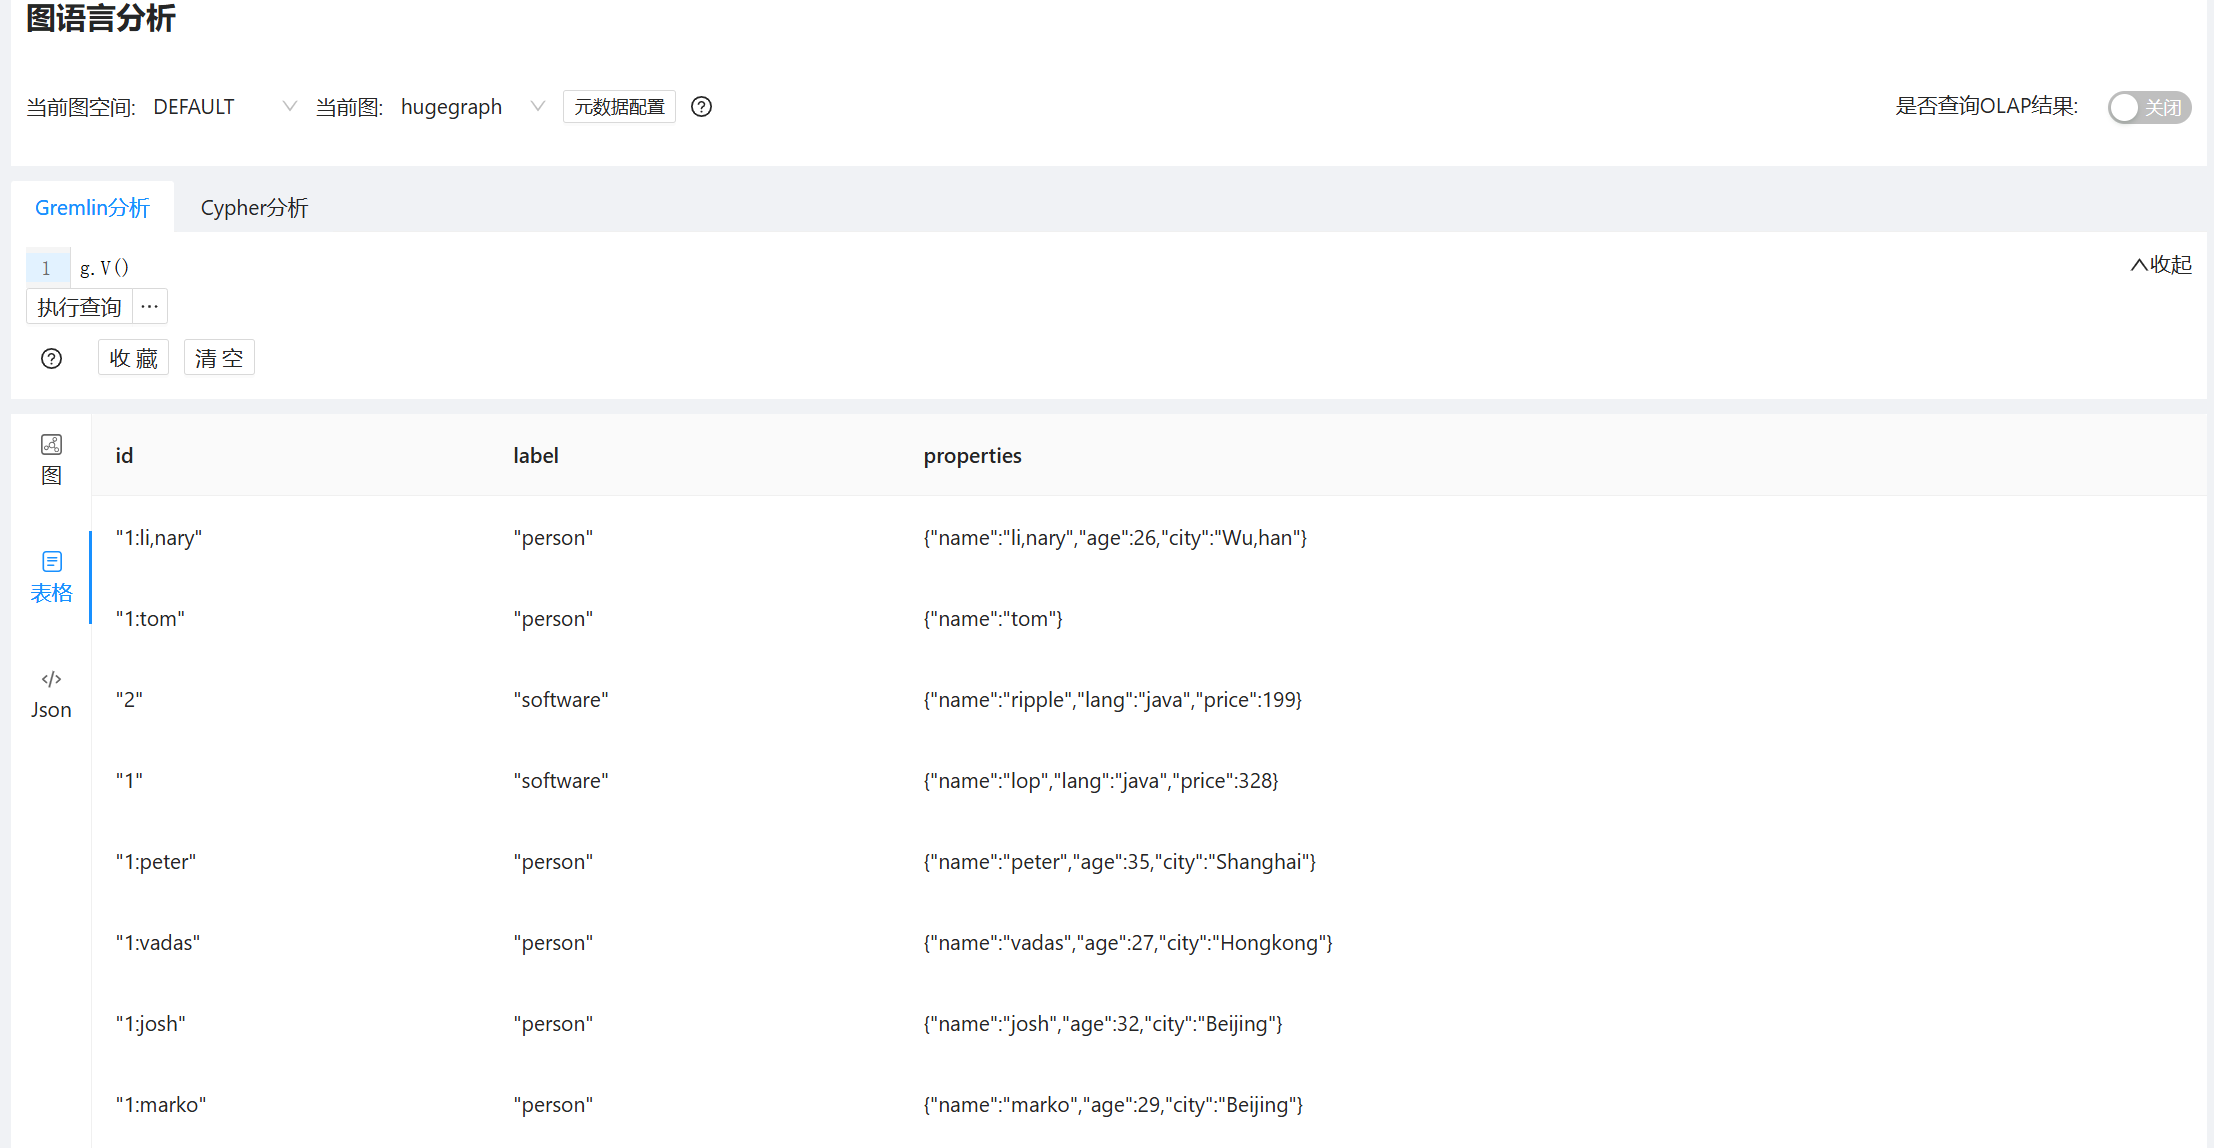 图语言分析
当前图空间: DEFAULT 当前图: hugegraph 元数据配置 是否查询OLAP结果: 关闭
Gremlin分析 Cypher分析
1 g.V() 收起
执行查询 ···
收 藏 清 空
图
表格
Json
id label properties
"1:li,nary" "person" {"name":"li,nary","age":26,"city":"Wu,han"}
"1:tom" "person" {"name":"tom"}
"2" "software" {"name":"ripple","lang":"java","price":199}
"1" "software" {"name":"lop","lang":"java","price":328}
"1:peter" "person" {"name":"peter","age":35,"city":"Shanghai"}
"1:vadas" "person" {"name":"vadas","age":27,"city":"Hongkong"}
"1:josh" "person" {"name":"josh","age":32,"city":"Beijing"}
"1:marko" "person" {"name":"marko","age":29,"city":"Beijing"}